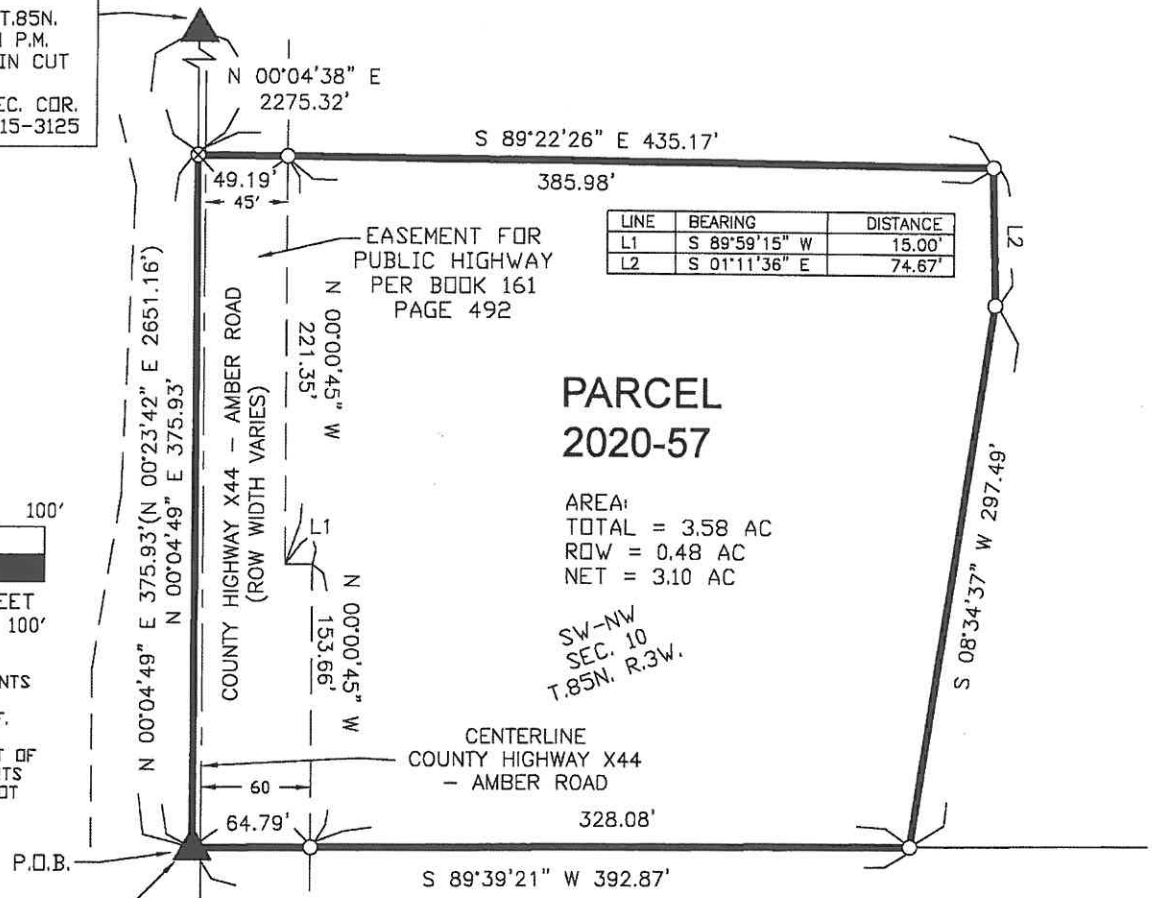 T.85N.
P.M.
IN CUT
EC. COR.
15-3125
N 00°04'38" E
2275.32'
S 89°22'26" E 435.17'
49.19'
385.98'
45'
LINE BEARING DISTANCE
L1 S 89°59'15" W 15.00'
L2 S 01°11'36" E 74.67'
L2
EASEMENT FOR
PUBLIC HIGHWAY
PER BOOK 161
PAGE 492
N 00°04'49" E 375.93'(N 00°23'42" E 2651.16')
N 00°04'49" E 375.93'
COUNTY HIGHWAY X44 - AMBER ROAD
(ROW WIDTH VARIES)
N 00°00'45" W
221.35'
PARCEL
2020-57
AREA:
TOTAL = 3.58 AC
ROW = 0.48 AC
NET = 3.10 AC
SW-NW
SEC. 10
T.85N. R.3W.
S 08°34'37" W 297.49'
L1
N 00°00'45" W
153.66'
100'
EET
100'
NTS
F.
T OF
TS
OT
CENTERLINE
COUNTY HIGHWAY X44
- AMBER ROAD
60
64.79'
328.08'
P.O.B.
S 89°39'21" W 392.87'